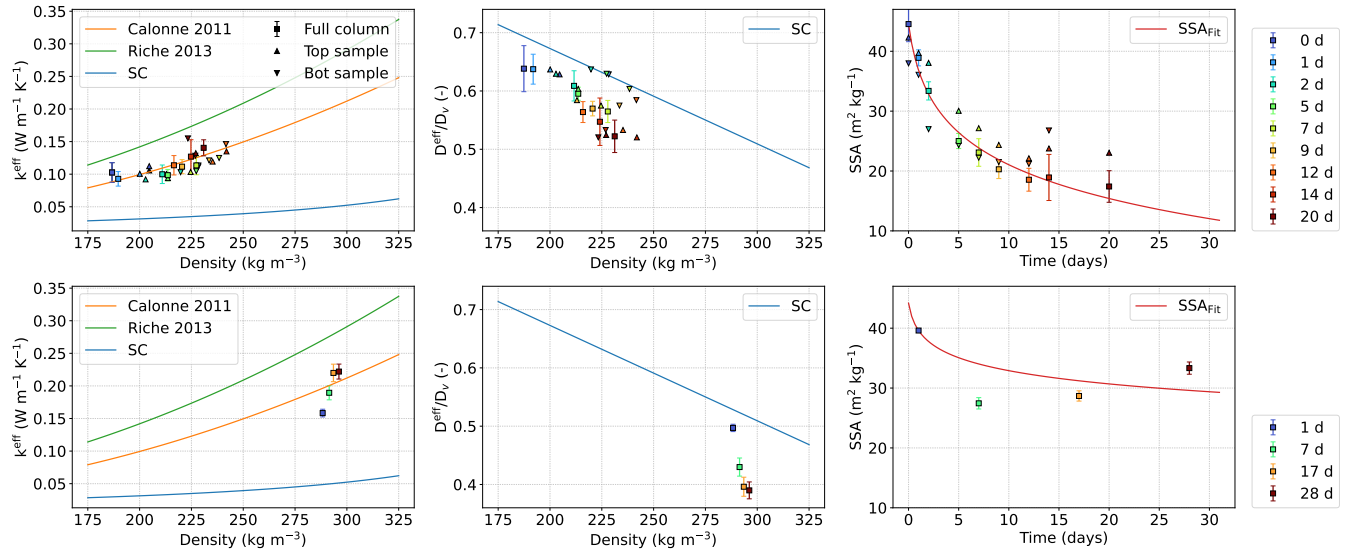 0.35
0.30
0.25
0.20
0.15
0.10
0.05
k^eff (W m⁻¹ K⁻¹)
Calonne 2011
Riche 2013
SC
Full column
Top sample
Bot sample
175 200 225 250 275 300 325
Density (kg m⁻³)
0.7
0.6
0.5
0.4
D^eff/D_v (-)
SC
175 200 225 250 275 300 325
Density (kg m⁻³)
40
30
20
10
SSA (m² kg⁻¹)
SSA_Fit
0 5 10 15 20 25 30
Time (days)
0 d
1 d
2 d
5 d
7 d
9 d
12 d
14 d
20 d
0.35
0.30
0.25
0.20
0.15
0.10
0.05
k^eff (W m⁻¹ K⁻¹)
Calonne 2011
Riche 2013
SC
175 200 225 250 275 300 325
Density (kg m⁻³)
0.7
0.6
0.5
0.4
D^eff/D_v (-)
SC
175 200 225 250 275 300 325
Density (kg m⁻³)
40
30
20
10
SSA (m² kg⁻¹)
SSA_Fit
0 5 10 15 20 25 30
Time (days)
1 d
7 d
17 d
28 d